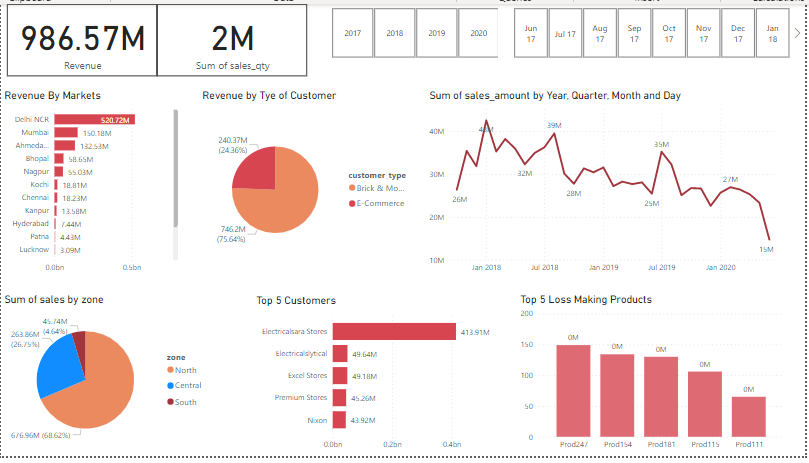 986.57M
Revenue
2M
Sum of sales_qty
2017
2018
2019
2020
Jun
17
Jul 17
Aug
17
Sep
17
Oct
17
Nov
17
Dec
17
Jan
18
Revenue By Markets
Delhi NCR
520.72M
Mumbai
150.18M
Ahmeda...
132.53M
Bhopal
58.65M
Nagpur
55.03M
Kochi
18.81M
Chennai
18.23M
Kanpur
13.58M
Hyderabad
7.44M
Patna
4.43M
Lucknow
3.09M
0.0bn
0.5bn
Revenue by Tye of Customer
240.37M
(24.36%)
746.2M
(75.64%)
customer_type
Brick & Mo...
E-Commerce
Sum of sales_amount by Year, Quarter, Month and Day
40M
30M
20M
10M
26M
32M
39M
28M
25M
35M
27M
15M
Jan 2018
Jul 2018
Jan 2019
Jul 2019
Jan 2020
Sum of sales by zone
45.74M
(4.64%)
263.86M
(26.75%)
676.96M (68.62%)
zone
North
Central
South
Top 5 Customers
Electricalsara Stores
413.91M
Electricalslytical
49.64M
Excel Stores
49.18M
Premium Stores
45.26M
Nixon
43.92M
0.0bn
0.2bn
0.4bn
Top 5 Loss Making Products
200
150
100
50
0
0M
0M
0M
0M
0M
Prod247
Prod154
Prod181
Prod115
Prod111